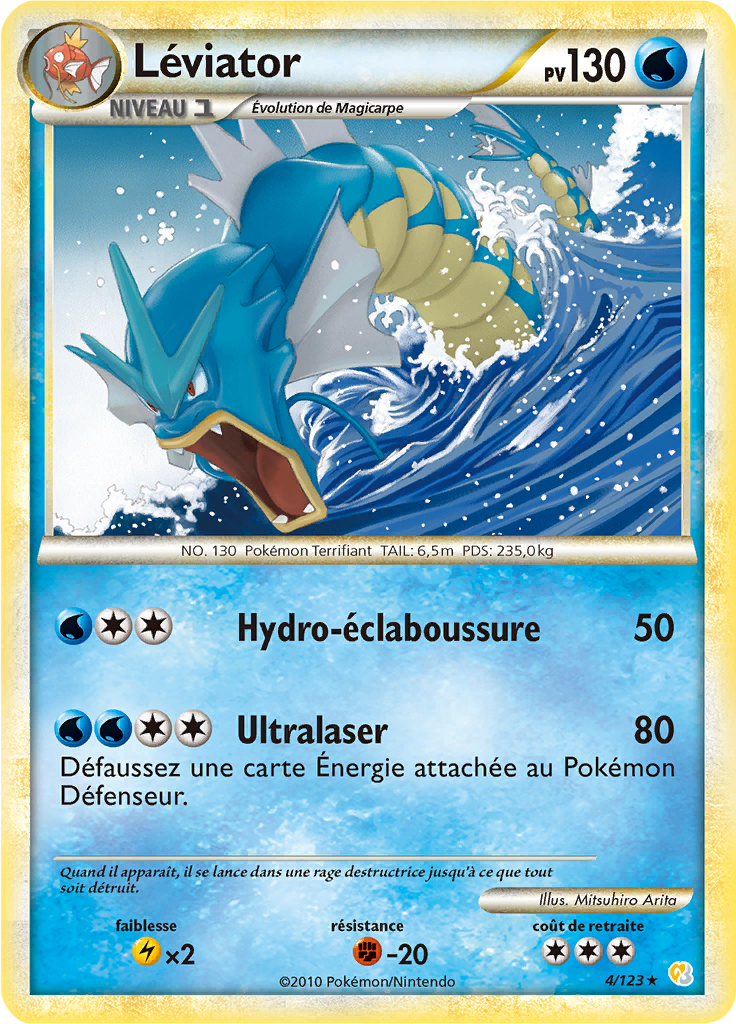 Léviator
PV130
NIVEAU 1
Évolution de Magicarpe
NO. 130 Pokémon Terrifiant TAIL: 6,5m PDS: 235,0kg
Hydro-éclaboussure 50
Ultralaser 80
Défaussez une carte Énergie attachée au Pokémon
Défenseur.
Quand il apparaît, il se lance dans une rage destructrice jusqu'à ce que tout
soit détruit.
Illus. Mitsuhiro Arita
faiblesse résistance coût de retraite
x2 -20
©2010 Pokémon/Nintendo 4/123 ★